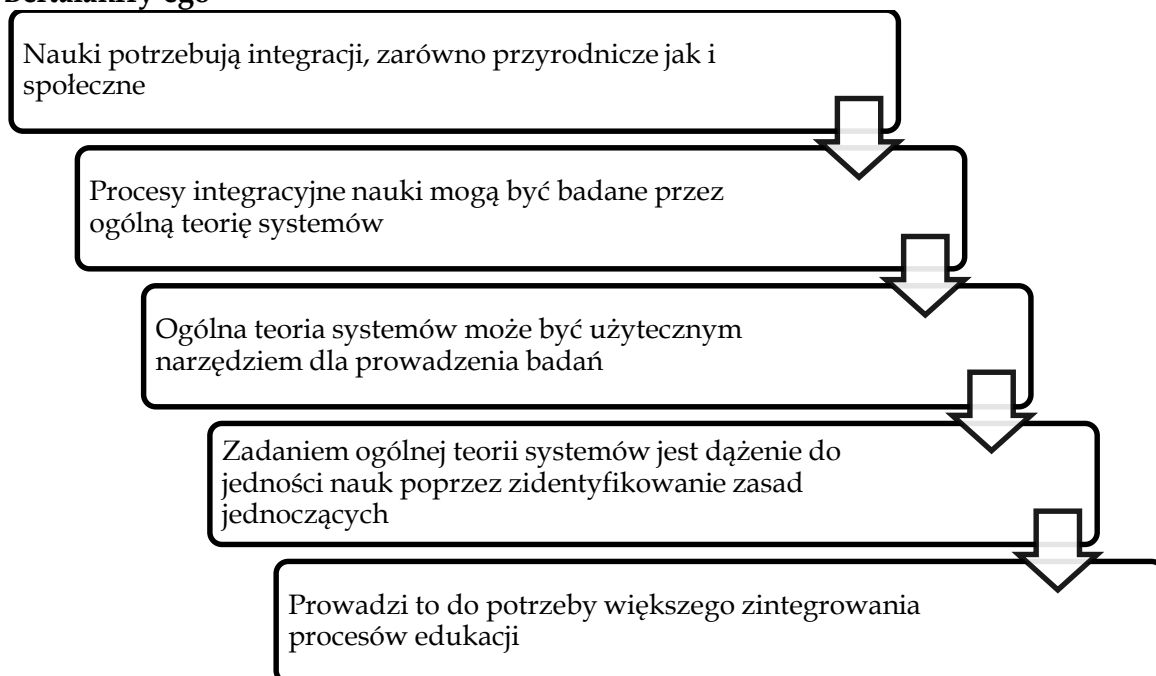 Nauki potrzebują integracji, zarówno przyrodnicze jak i
społeczne
Procesy integracyjne nauki mogą być badane przez
ogólną teorię systemów
Ogólna teoria systemów może być użytecznym
narzędziem dla prowadzenia badań
Zadaniem ogólnej teorii systemów jest dążenie do
jedności nauk poprzez zidentyfikowanie zasad
jednoczących
Prowadzi to do potrzeby większego zintegrowania
procesów edukacji